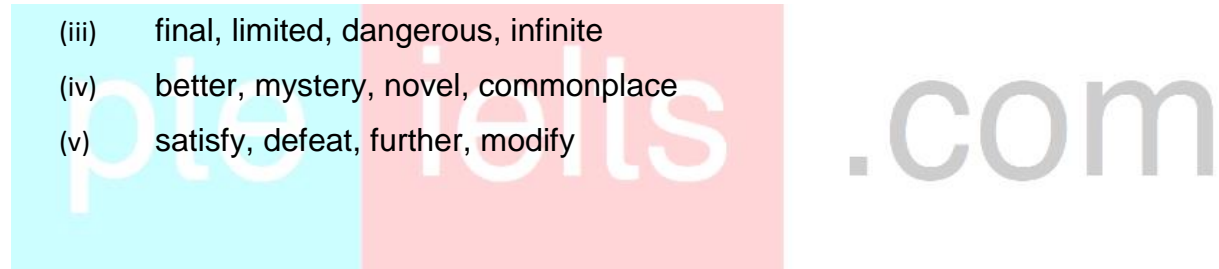 (iii) final, limited, dangerous, infinite
(iv) better, mystery, novel, commonplace
(v) satisfy, defeat, further, modify
pte ielts .com